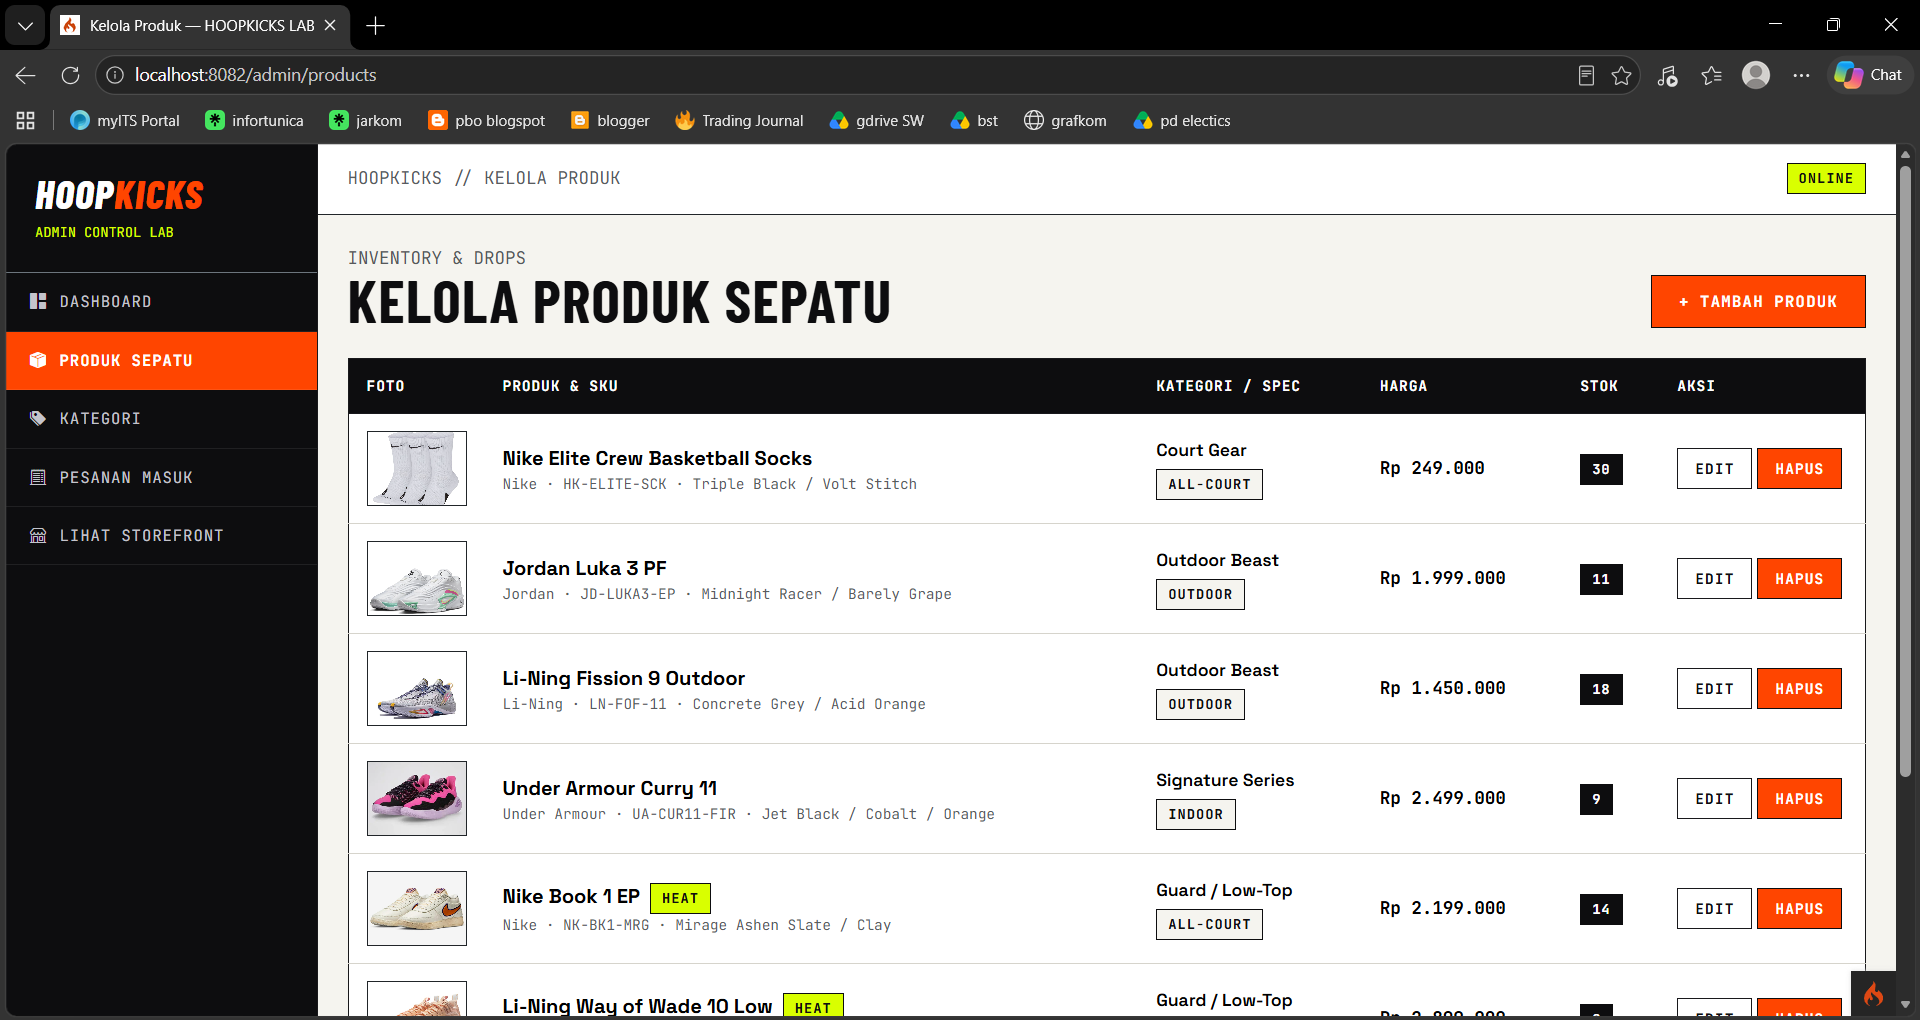 Kelola Produk — HOOPKICKS LAB
localhost:8082/admin/products
Chat
myITS Portal
infortunica
jarkom
pbo blogspot
blogger
Trading Journal
gdrive SW
bst
grafkom
pd electics
HOOPKICKS
ADMIN CONTROL LAB
DASHBOARD
PRODUK SEPATU
KATEGORI
PESANAN MASUK
LIHAT STOREFRONT
HOOPKICKS // KELOLA PRODUK
ONLINE
INVENTORY & DROPS
KELOLA PRODUK SEPATU
+ TAMBAH PRODUK
FOTO PRODUK & SKU KATEGORI / SPEC HARGA STOK AKSI
Nike Elite Crew Basketball Socks
Nike · HK-ELITE-SCK · Triple Black / Volt Stitch
Court Gear
ALL-COURT
Rp 249.000
30
EDIT
HAPUS
Jordan Luka 3 PF
Jordan · JD-LUKA3-EP · Midnight Racer / Barely Grape
Outdoor Beast
OUTDOOR
Rp 1.999.000
11
EDIT
HAPUS
Li-Ning Fission 9 Outdoor
Li-Ning · LN-FOF-11 · Concrete Grey / Acid Orange
Outdoor Beast
OUTDOOR
Rp 1.450.000
18
EDIT
HAPUS
Under Armour Curry 11
Under Armour · UA-CUR11-FIR · Jet Black / Cobalt / Orange
Signature Series
INDOOR
Rp 2.499.000
9
EDIT
HAPUS
Nike Book 1 EP HEAT
Nike · NK-BK1-MRG · Mirage Ashen Slate / Clay
Guard / Low-Top
ALL-COURT
Rp 2.199.000
14
EDIT
HAPUS
Li-Ning Way of Wade 10 Low HEAT
Guard / Low-Top